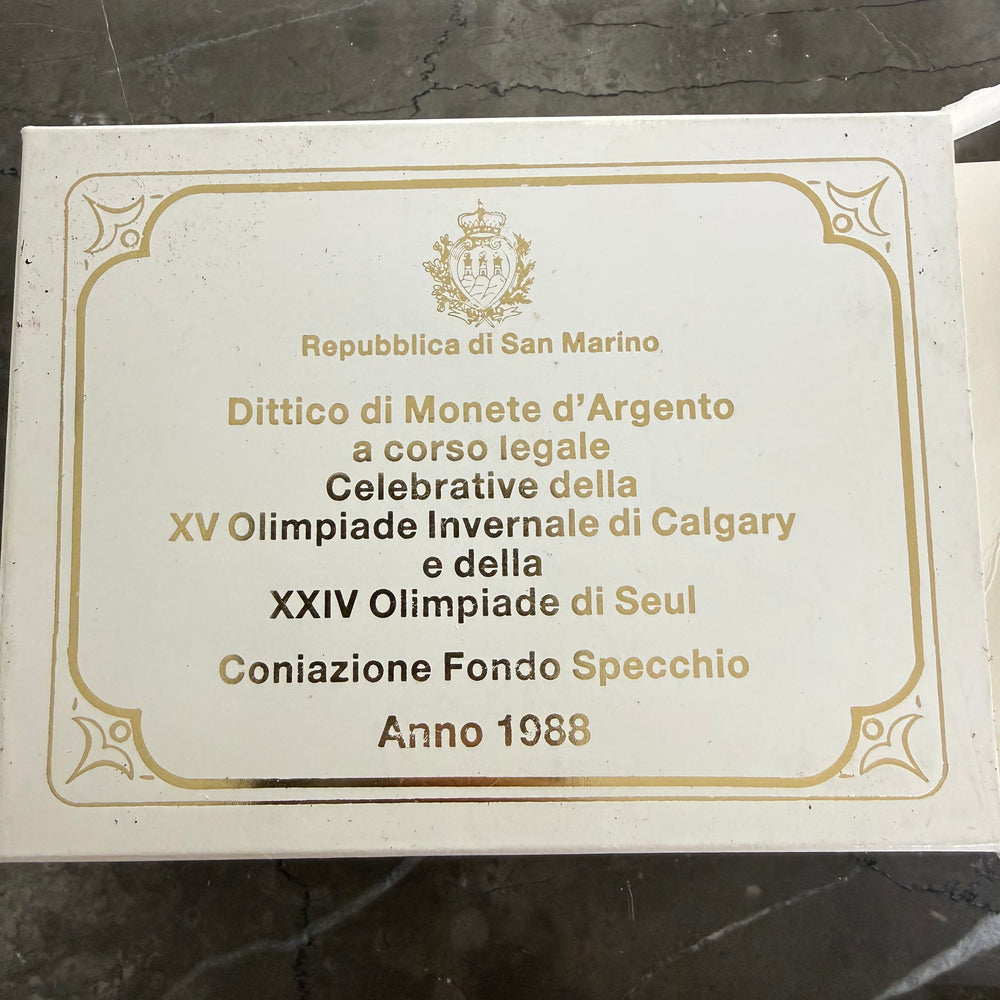 Repubblica di San Marino
Dittico di Monete d'Argento
a corso legale
Celebrative della
XV Olimpiade Invernale di Calgary
e della
XXIV Olimpiade di Seul
Coniazione Fondo Specchio
Anno 1988